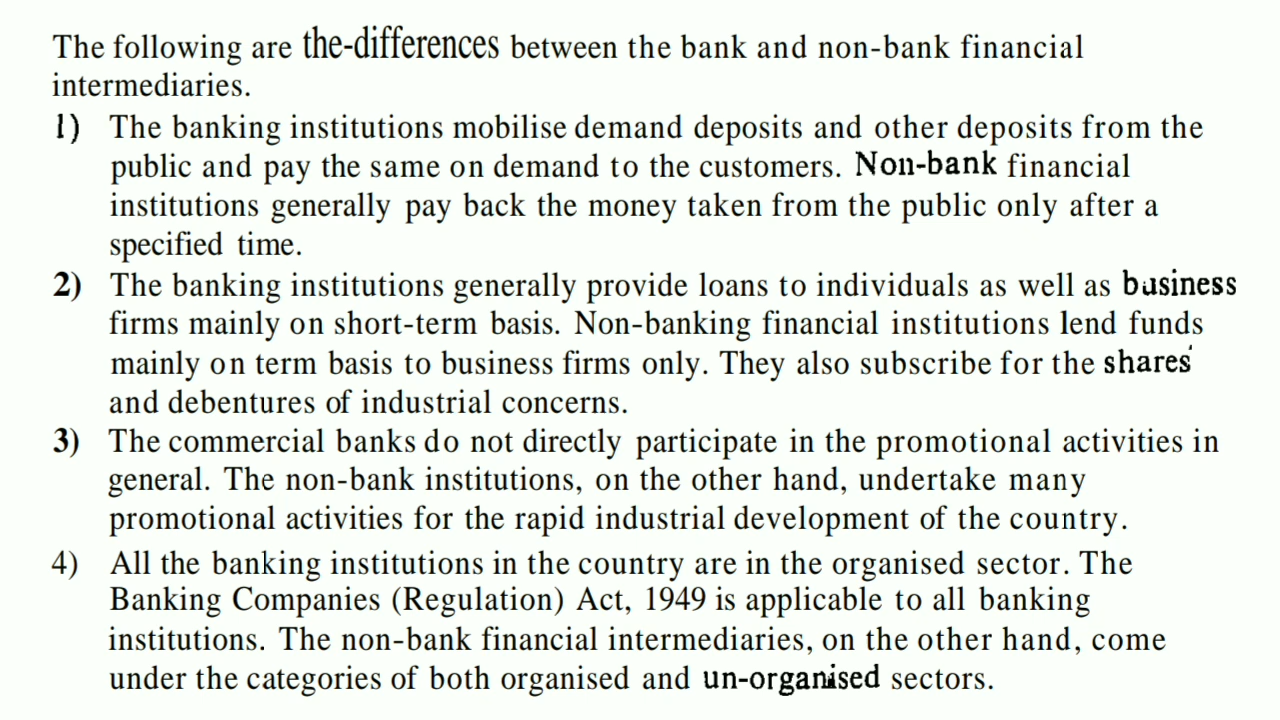 The following are the-differences between the bank and non-bank financial
intermediaries.
1) The banking institutions mobilise demand deposits and other deposits from the
public and pay the same on demand to the customers. Non-bank financial
institutions generally pay back the money taken from the public only after a
specified time.
2) The banking institutions generally provide loans to individuals as well as business
firms mainly on short-term basis. Non-banking financial institutions lend funds
mainly on term basis to business firms only. They also subscribe for the shares
and debentures of industrial concerns.
3) The commercial banks do not directly participate in the promotional activities in
general. The non-bank institutions, on the other hand, undertake many
promotional activities for the rapid industrial development of the country.
4) All the banking institutions in the country are in the organised sector. The
Banking Companies (Regulation) Act, 1949 is applicable to all banking
institutions. The non-bank financial intermediaries, on the other hand, come
under the categories of both organised and un-organised sectors.